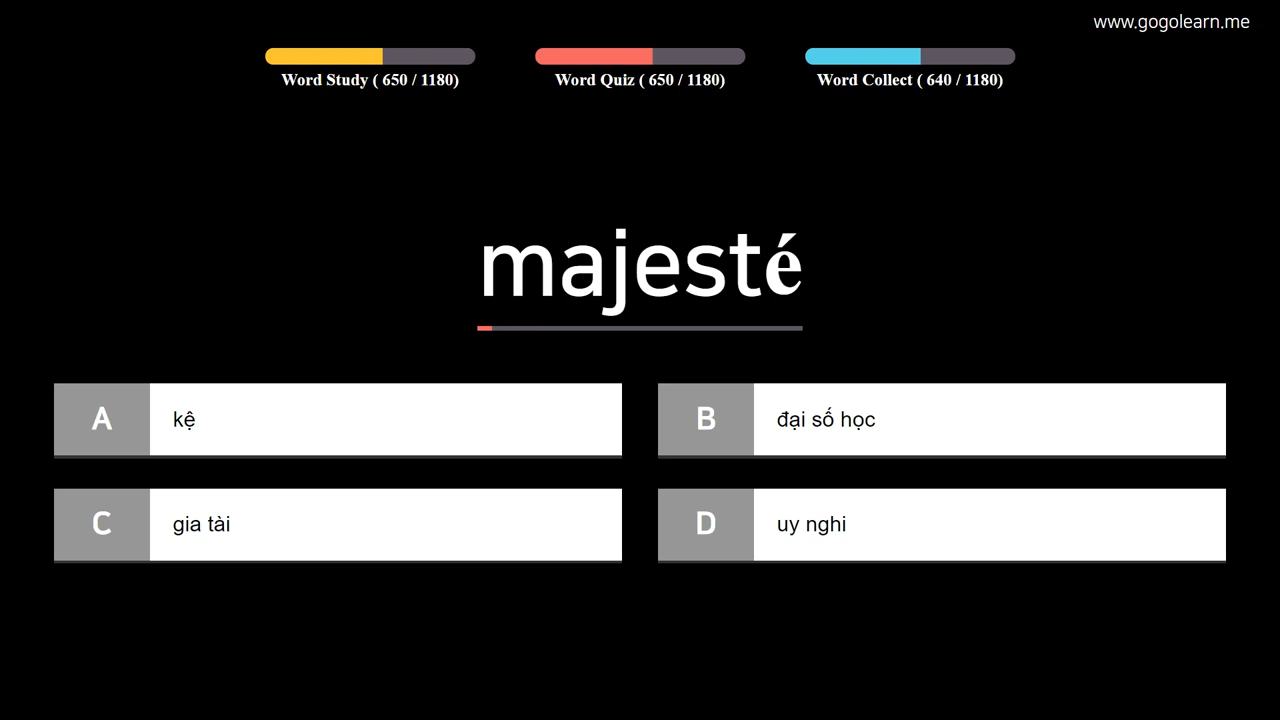 www.gogolearn.me
Word Study ( 650 / 1180)
Word Quiz ( 650 / 1180)
Word Collect ( 640 / 1180)
majesté
A kệ
B đại số học
C gia tài
D uy nghi